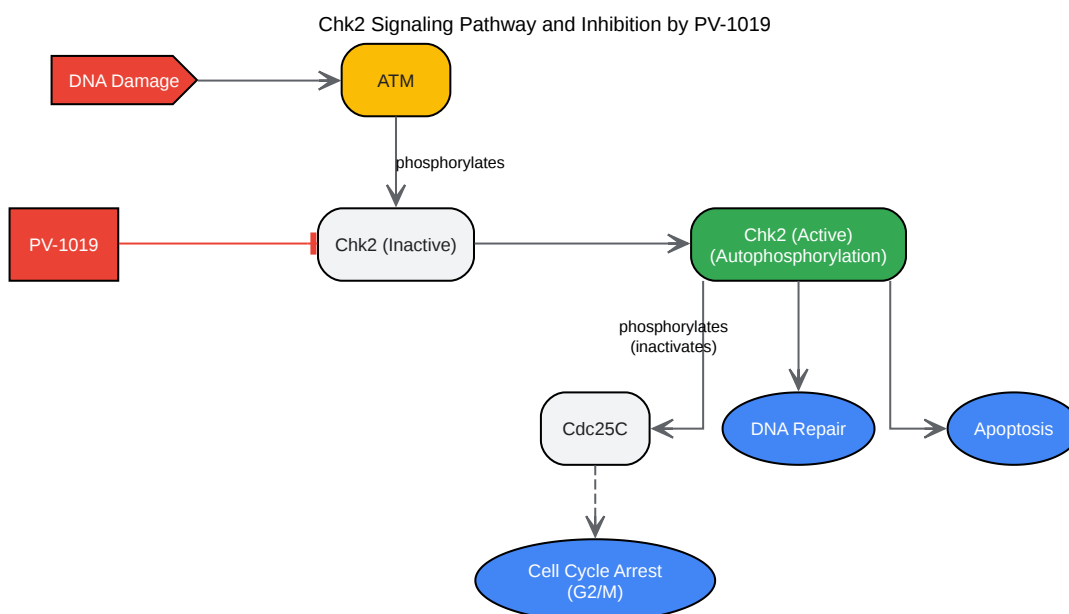 Chk2 Signaling Pathway and Inhibition by PV-1019
DNA Damage
ATM
phosphorylates
PV-1019
Chk2 (Inactive)
Chk2 (Active)
(Autophosphorylation)
phosphorylates
(inactivates)
Cdc25C
DNA Repair
Apoptosis
Cell Cycle Arrest
(G2/M)